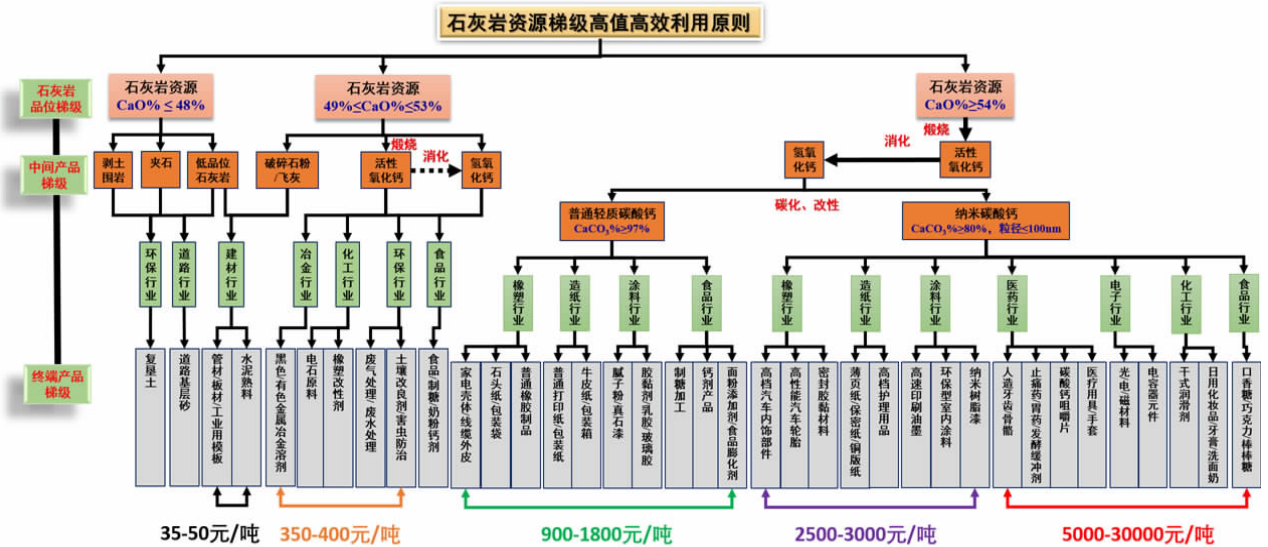 石灰岩资源梯级高值高效利用原则
石灰岩
品位梯级
石灰岩资源
CaO% ≤ 48%
石灰岩资源
49%≤CaO%≤53%
石灰岩资源
CaO%≥54%
煅烧
消化
煅烧
消化
中间产品
梯级
剥土
围岩
夹石
低品位
石灰岩
破碎石粉
/飞灰
活性
氧化钙
氢氧
化钙
氢氧
化钙
活性
氧化钙
碳化、改性
普通轻质碳酸钙
CaCO3%≥97%
纳米碳酸钙
CaCO3%≥80%，粒径≤100nm
环保行业
道路行业
建材行业
冶金行业
化工行业
环保行业
食品行业
橡塑行业
造纸行业
涂料行业
食品行业
橡塑行业
造纸行业
涂料行业
医药行业
电子行业
化工行业
食品行业
终端产品
梯级
复垦土
道路基层砂
管材/板材/工业用模板
水泥熟料
黑色/有色/金属冶金溶剂
电石原料
橡塑改性剂
废气处理/废水处理
土壤改良剂/害虫防治
食品/制糖/奶粉钙剂
家电壳体/线缆外皮
石头纸/包装袋
普通橡胶制品
普通打印纸/包装纸
牛皮纸/包装箱
腻子粉/真石漆
胶黏剂/乳胶/玻璃胶
制糖加工
钙剂产品
面粉添加剂/食品膨化剂
高档汽车内饰部件
高性能汽车轮胎
密封胶黏材料
薄页纸/保密纸/铜版纸
高档护理用品
高速印刷油墨
环保型室内涂料
纳米树脂漆
人造牙齿骨骼
止痛药/胃药/发酵缓冲剂
碳酸钙咀嚼片
医疗用具/手套
光/电/磁材料
电容器元件
干式润滑剂
日用化妆品/牙膏/洗面奶
口香糖/巧克力/棒棒糖
35-50元/吨
350-400元/吨
900-1800元/吨
2500-3000元/吨
5000-30000元/吨